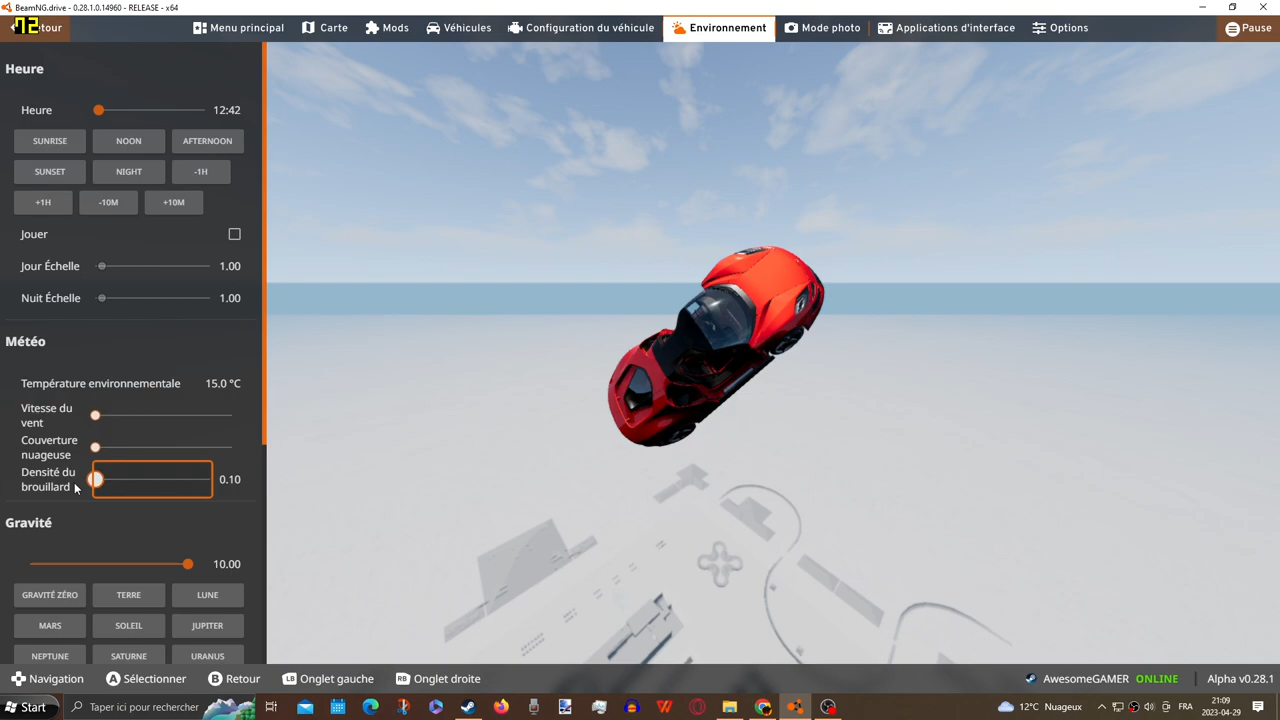 BeamNG.drive - 0.28.1.0.14960 - RELEASE - x64
72 tour
Menu principal
Carte
Mods
Véhicules
Configuration du véhicule
Environnement
Mode photo
Applications d'interface
Options
Pause
Heure
Heure 12:42
SUNRISE NOON AFTERNOON
SUNSET NIGHT -1H
+1H -10M +10M
Jouer
Jour Échelle 1.00
Nuit Échelle 1.00
Météo
Température environnementale 15.0 °C
Vitesse du
vent
Couverture
nuageuse
Densité du
brouillard 0.10
Gravité
10.00
GRAVITÉ ZÉRO TERRE LUNE
MARS SOLEIL JUPITER
NEPTUNE SATURNE URANUS
Navigation A Sélectionner B Retour LB Onglet gauche RB Onglet droite
AwesomeGAMER ONLINE Alpha v0.28.1
Start Taper ici pour rechercher
12°C Nuageux FRA
21:09
2023-04-29